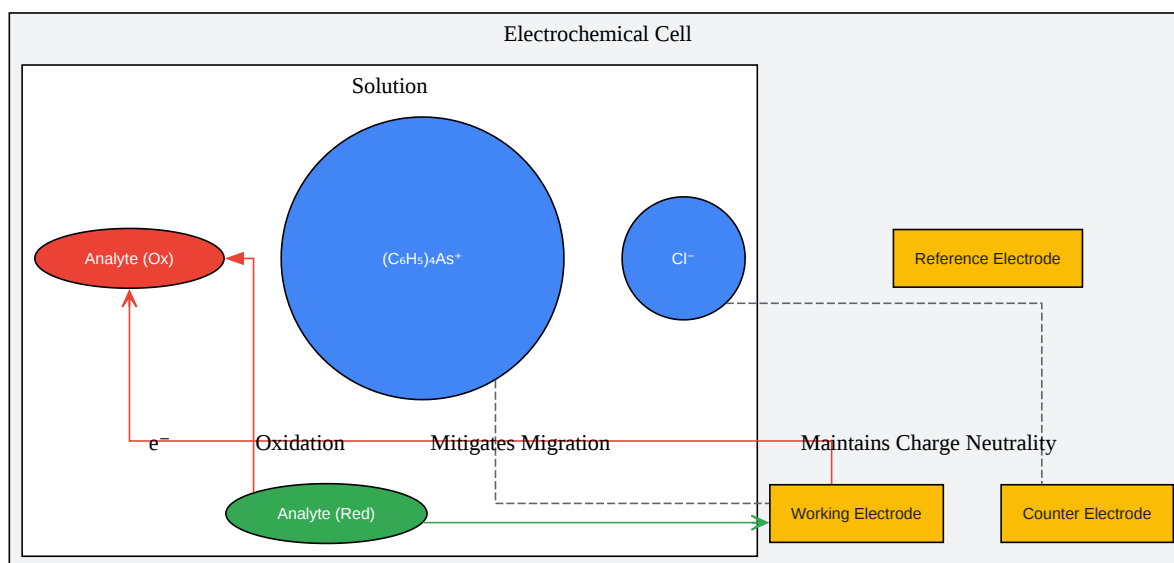 Electrochemical Cell
Solution
Analyte (Ox)
(C₆H₅)₄As⁺
Cl⁻
Reference Electrode
e⁻
Oxidation
Mitigates Migration
Maintains Charge Neutrality
Analyte (Red)
Working Electrode
Counter Electrode